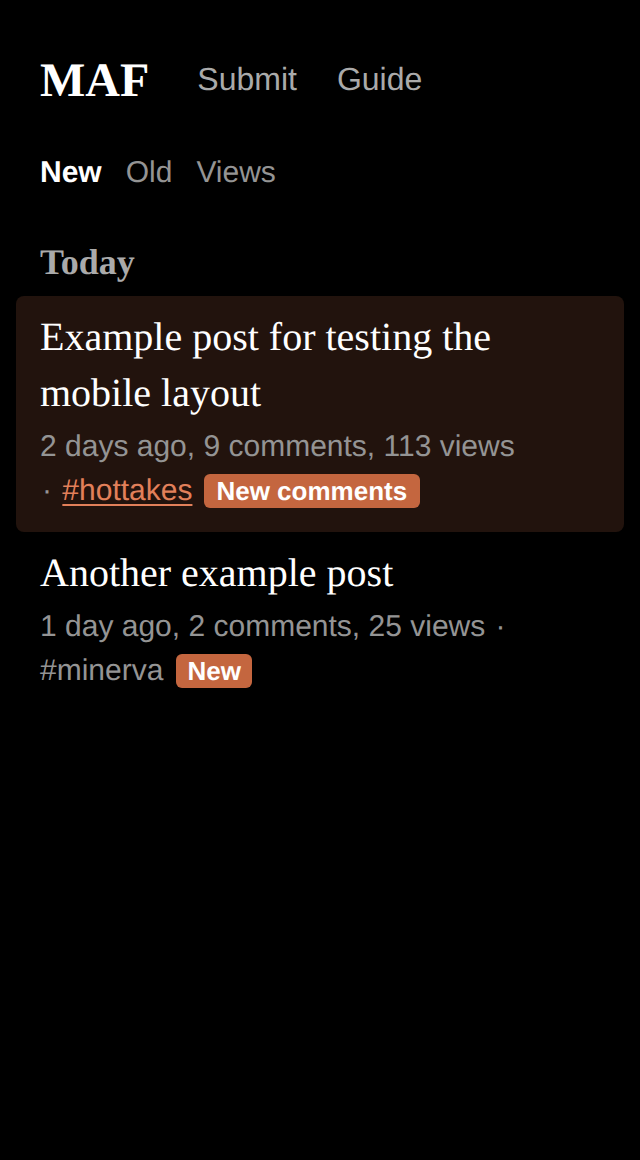 MAF Submit Guide
New Old Views
Today
Example post for testing the
mobile layout
2 days ago, 9 comments, 113 views
· #hottakes New comments
Another example post
1 day ago, 2 comments, 25 views ·
#minerva New